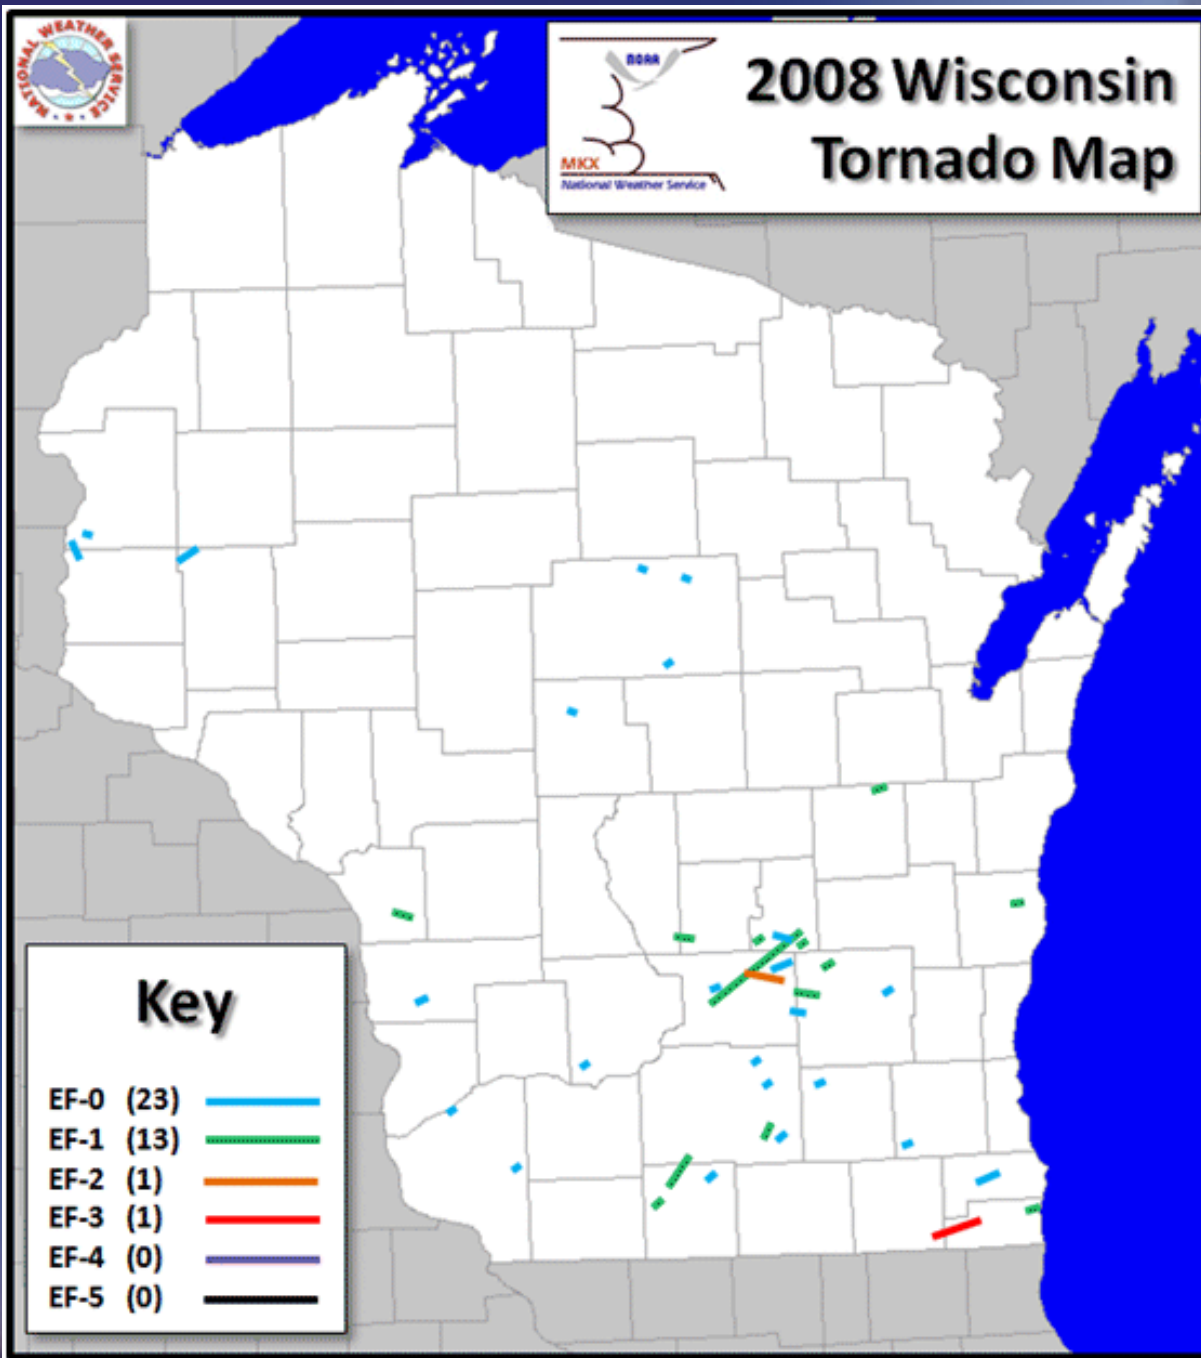 NATIONAL WEATHER SERVICE
NOAA
MKX
National Weather Service
2008 Wisconsin
Tornado Map
Key
EF-0 (23)
EF-1 (13)
EF-2 (1)
EF-3 (1)
EF-4 (0)
EF-5 (0)